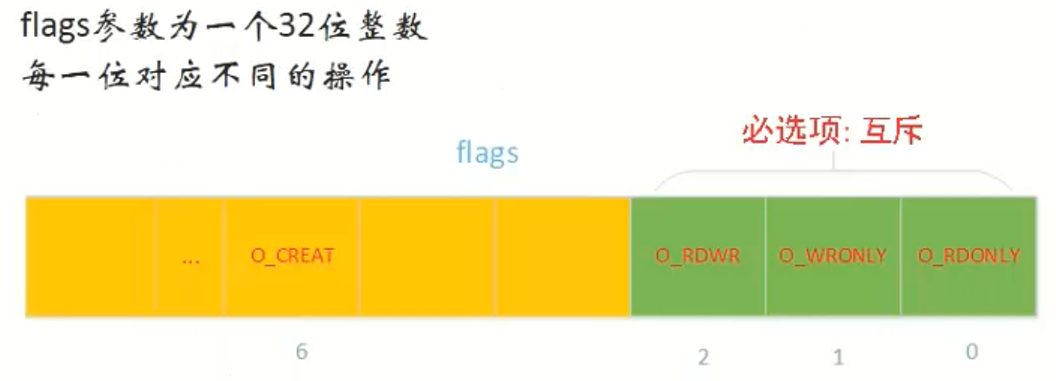 flags参数为一个32位整数
每一位对应不同的操作
必选项: 互斥
flags
... O_CREAT O_RDWR O_WRONLY O_RDONLY
6 2 1 0